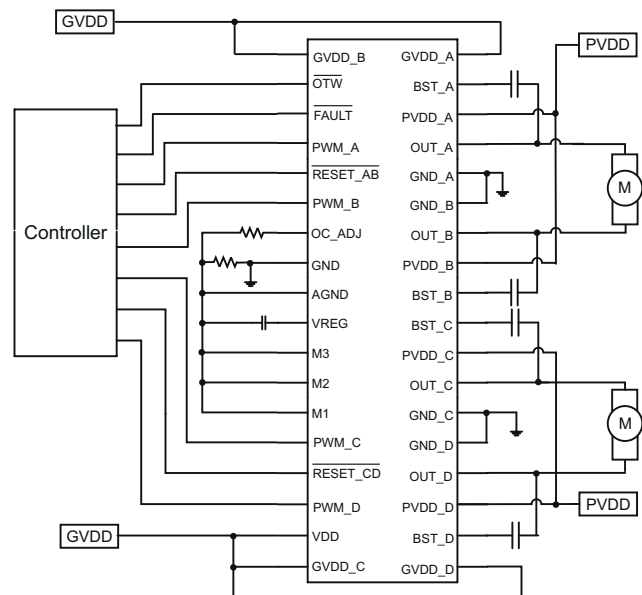 GVDD
PVDD
GVDD_B
GVDD_A
OTW
BST_A
FAULT
PVDD_A
PWM_A
OUT_A
RESET_AB
GND_A
M
PWM_B
GND_B
Controller
OC_ADJ
OUT_B
GND
PVDD_B
AGND
BST_B
VREG
BST_C
M3
PVDD_C
M2
OUT_C
M1
GND_C
M
PWM_C
GND_D
RESET_CD
OUT_D
PWM_D
PVDD_D
PVDD
GVDD
VDD
BST_D
GVDD_C
GVDD_D